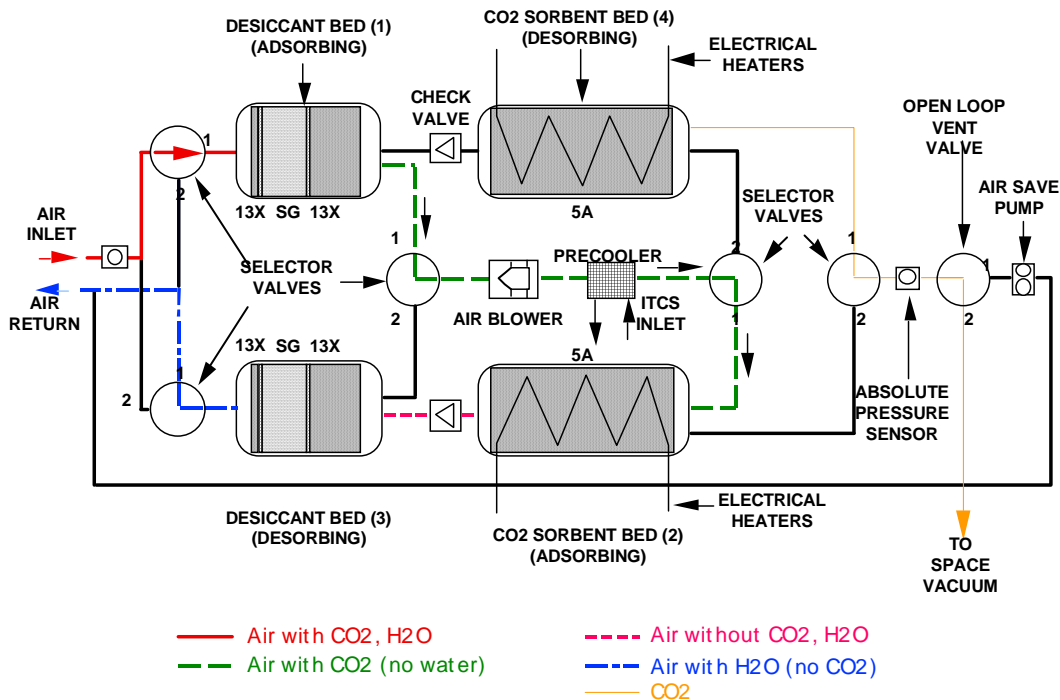 DESICCANT BED (1)
(ADSORBING)
CO2 SORBENT BED (4)
(DESORBING)
ELECTRICAL
HEATERS
CHECK
VALVE
OPEN LOOP
VENT
VALVE
AIR SAVE
PUMP
1
2
13X SG 13X
5A
SELECTOR
VALVES
AIR
INLET
AIR
RETURN
SELECTOR
VALVES
1
2
AIR BLOWER
PRECOOLER
ITCS
INLET
2
1
1
2
1
2
ABSOLUTE
PRESSURE
SENSOR
13X SG 13X
5A
1
2
DESICCANT BED (3)
(DESORBING)
CO2 SORBENT BED (2)
(ADSORBING)
ELECTRICAL
HEATERS
TO
SPACE
VACUUM
Air with CO2, H2O
Air without CO2, H2O
Air with CO2 (no water)
Air with H2O (no CO2)
CO2